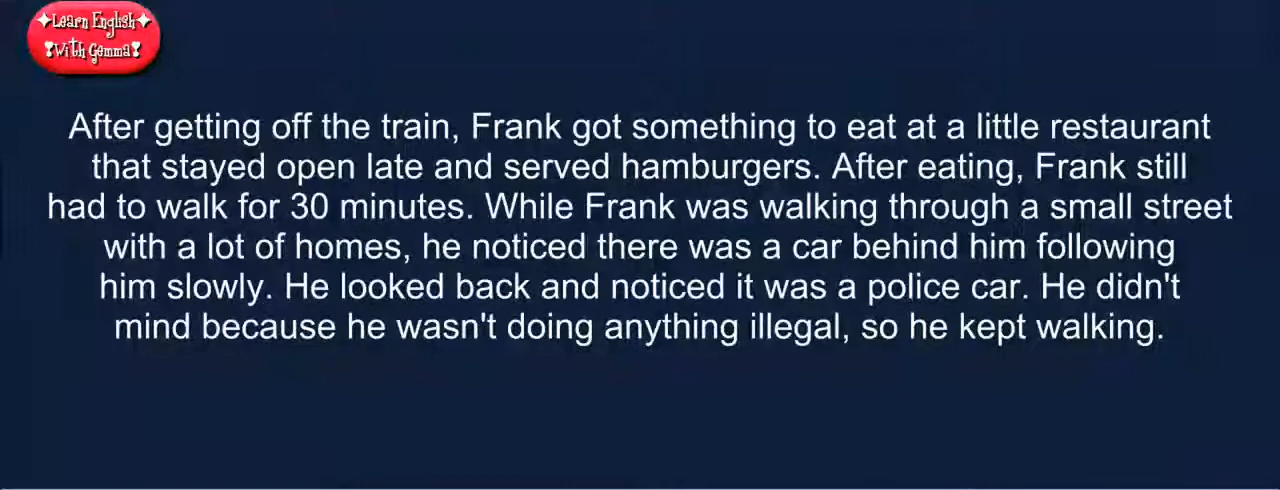 ✦Learn English✦
❣With Gemma❣
After getting off the train, Frank got something to eat at a little restaurant
that stayed open late and served hamburgers. After eating, Frank still
had to walk for 30 minutes. While Frank was walking through a small street
with a lot of homes, he noticed there was a car behind him following
him slowly. He looked back and noticed it was a police car. He didn't
mind because he wasn't doing anything illegal, so he kept walking.